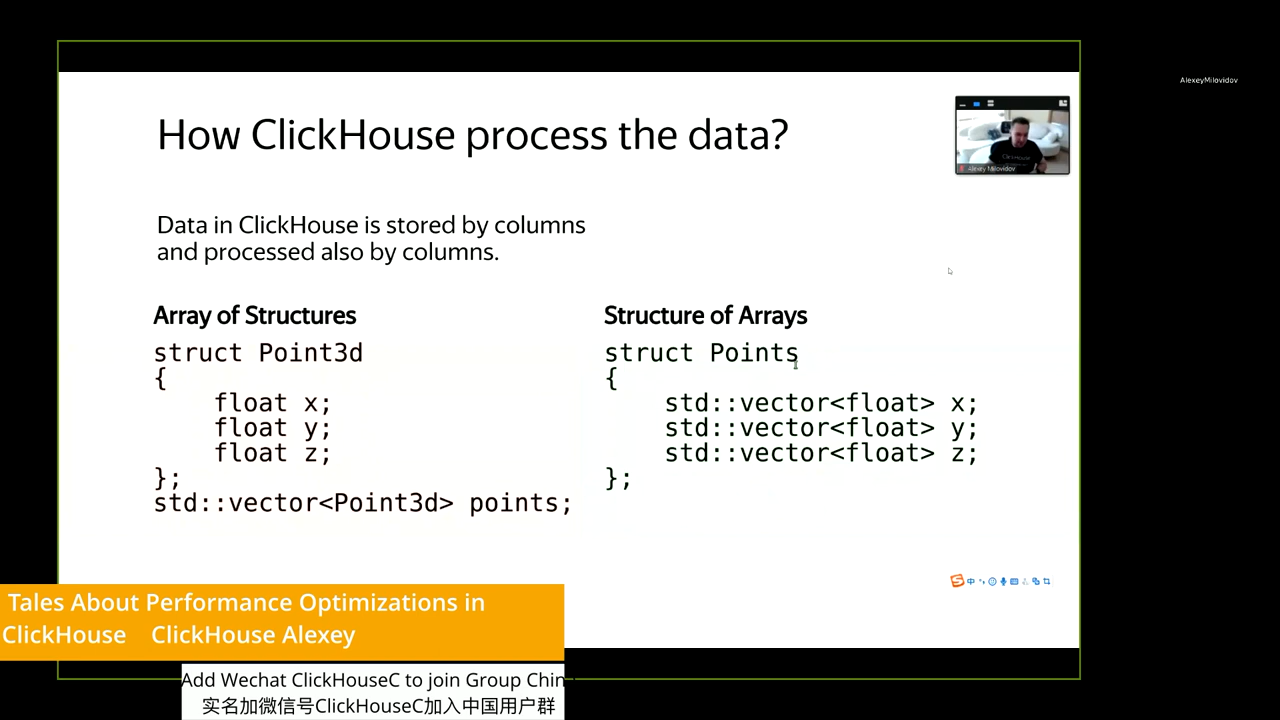 AlexeyMilovidov
How ClickHouse process the data?
Alexey Milovidov
Data in ClickHouse is stored by columns
and processed also by columns.
Array of Structures
struct Point3d
{
float x;
float y;
float z;
};
std::vector<Point3d> points;
Structure of Arrays
struct Points
{
std::vector<float> x;
std::vector<float> y;
std::vector<float> z;
};
中
Tales About Performance Optimizations in
ClickHouse ClickHouse Alexey
Add Wechat ClickHouseC to join Group Chin
实名加微信号ClickHouseC加入中国用户群